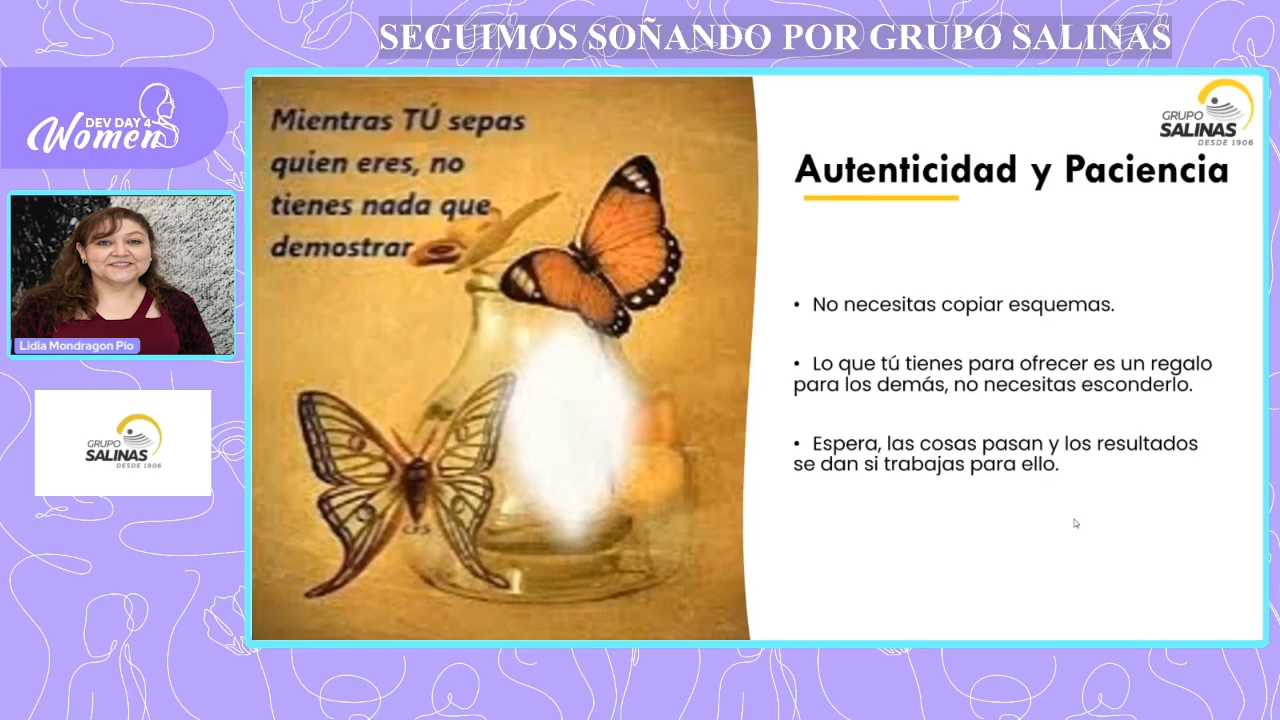 SEGUIMOS SOÑANDO POR GRUPO SALINAS
DEV DAY 4
Women
Lidia Mondragon Pio
GRUPO
SALINAS
DESDE 1906
Mientras TÚ sepas
quien eres, no
tienes nada que
demostrar
GRUPO
SALINAS
DESDE 1906
Autenticidad y Paciencia
• No necesitas copiar esquemas.
• Lo que tú tienes para ofrecer es un regalo
para los demás, no necesitas esconderlo.
• Espera, las cosas pasan y los resultados
se dan si trabajas para ello.